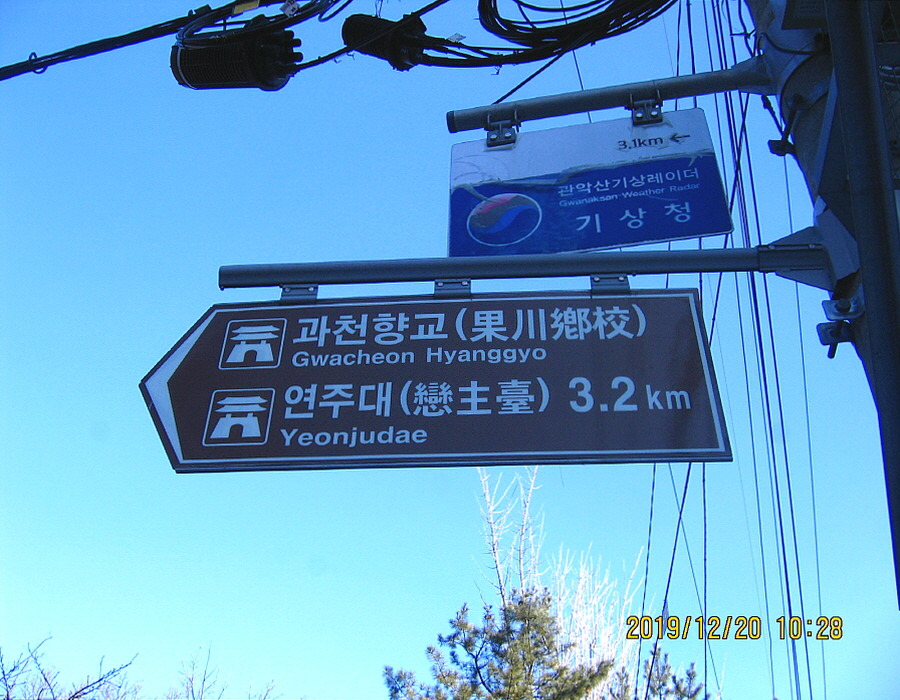 3.1km ←
관악산기상레이더
Gwanaksan Weather Radar
기상청
과천향교(果川鄕校)
Gwacheon Hyanggyo
연주대(戀主臺) 3.2km
Yeonjudae
2019/12/20 10:28